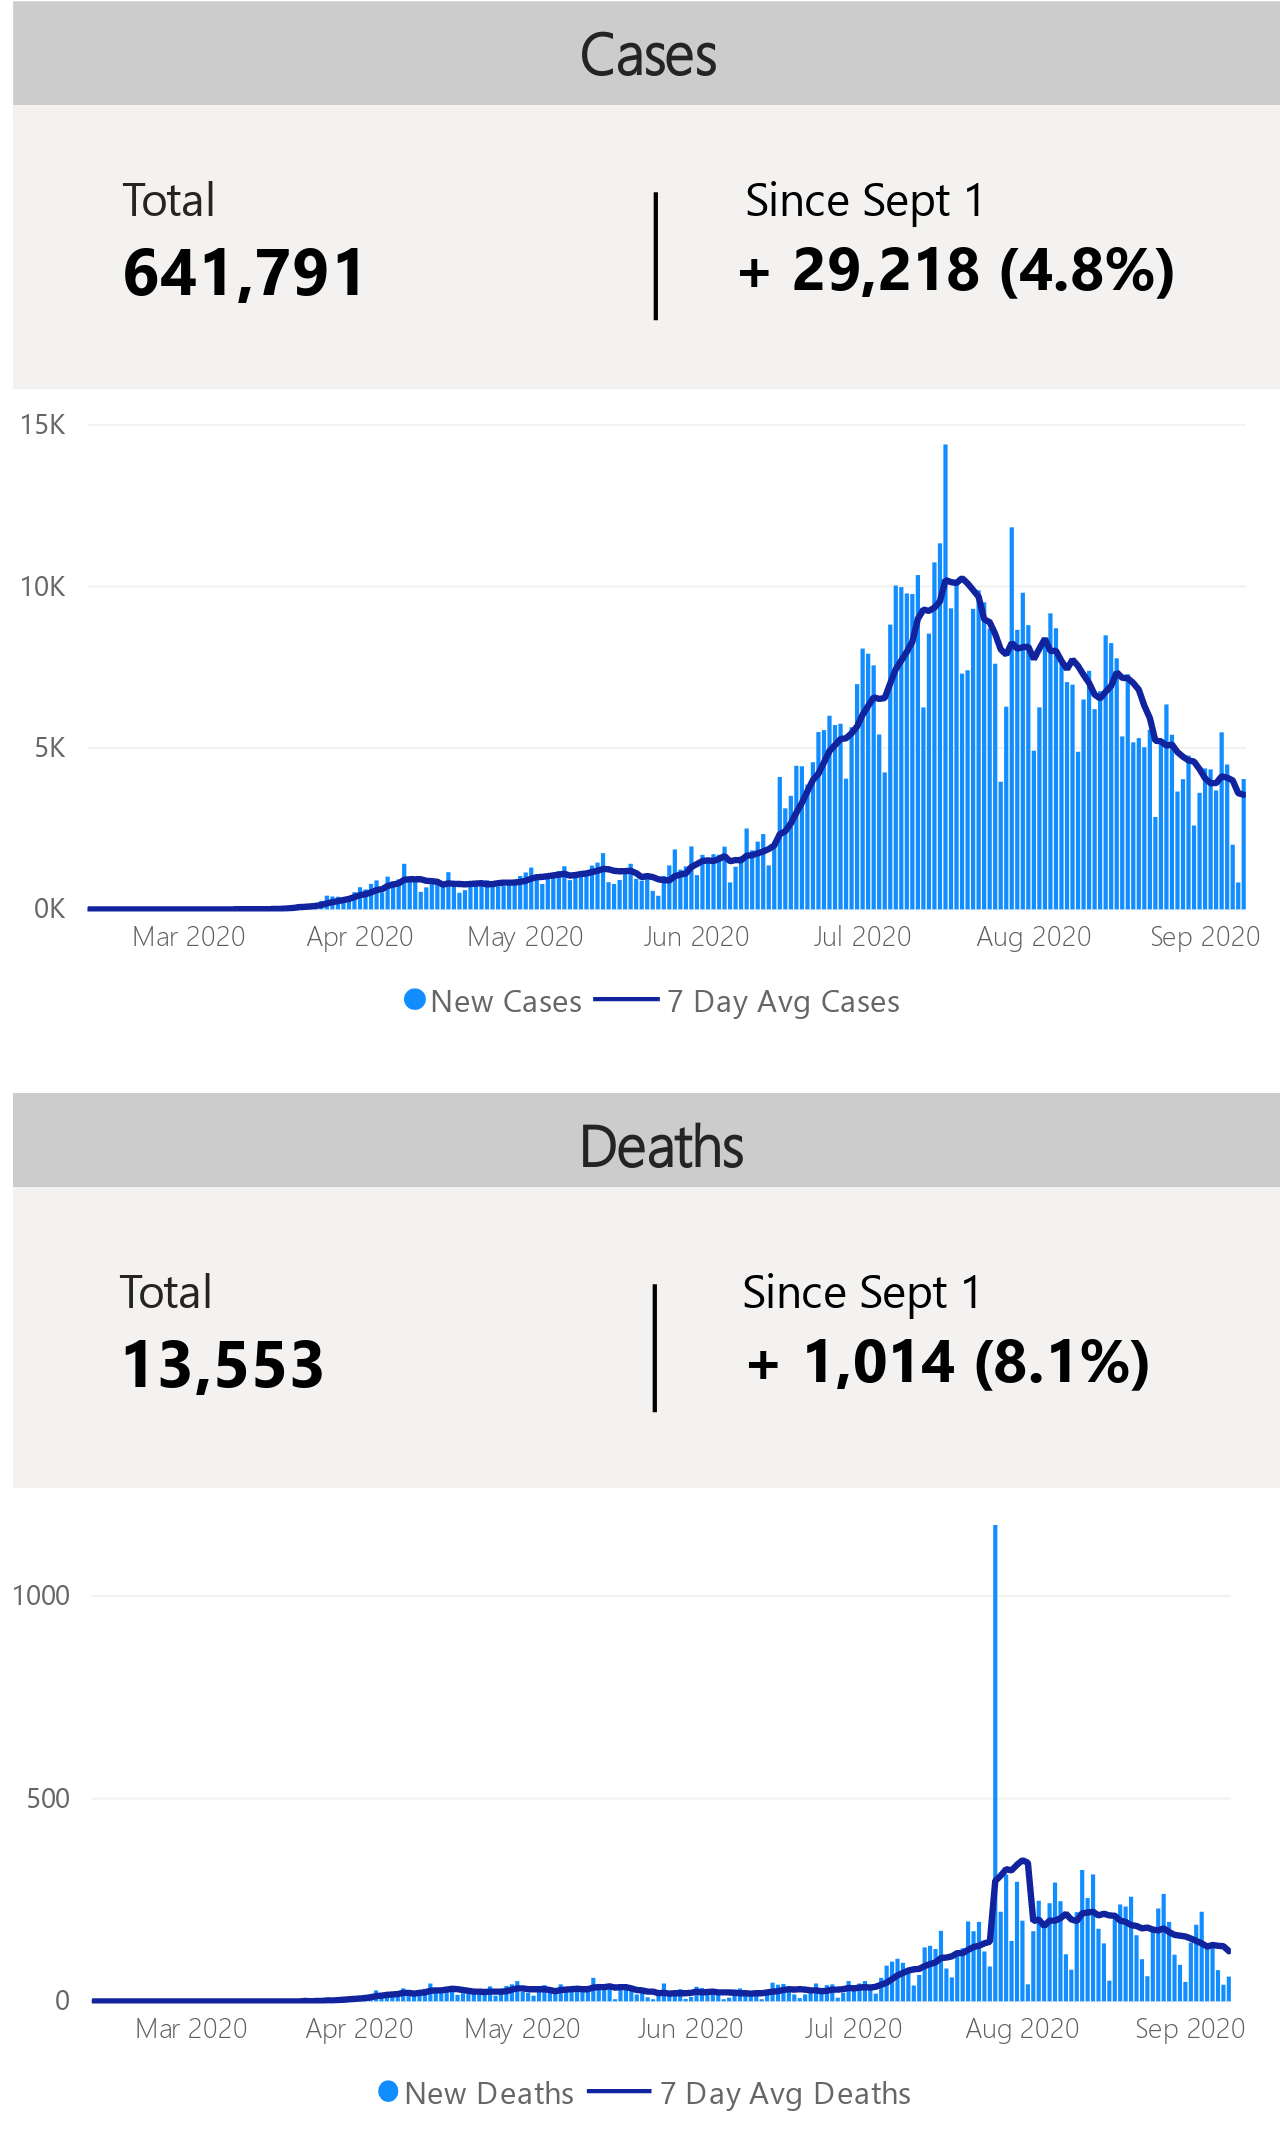 Cases
Total
Since Sept 1
641,791
+ 29,218 (4.8%)
15K
10K
5K
0K
Mar 2020 Apr 2020 May 2020 Jun 2020 Jul 2020 Aug 2020 Sep 2020
New Cases 7 Day Avg Cases
Deaths
Total
Since Sept 1
13,553
+ 1,014 (8.1%)
1000
500
0
Mar 2020 Apr 2020 May 2020 Jun 2020 Jul 2020 Aug 2020 Sep 2020
New Deaths 7 Day Avg Deaths